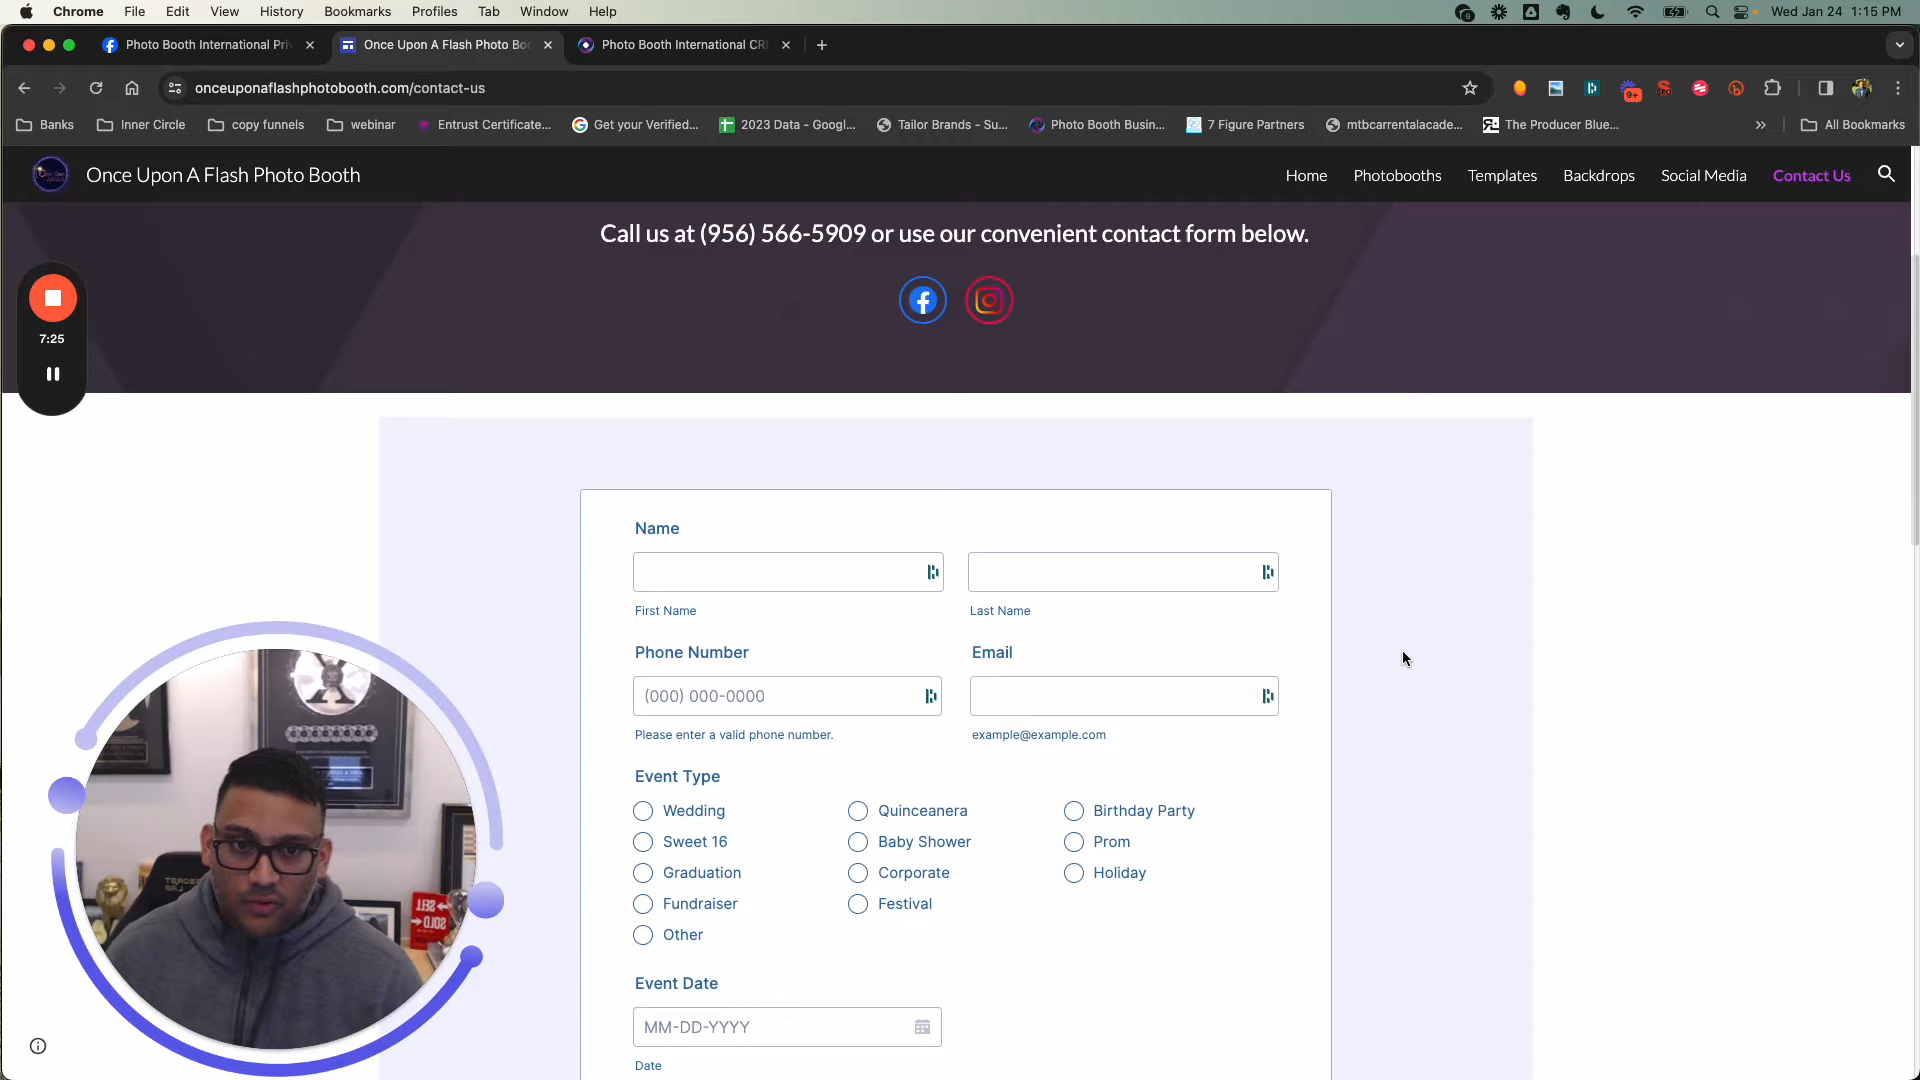 Chrome File Edit View History Bookmarks Profiles Tab Window Help
Wed Jan 24 1:15 PM
Photo Booth International Pri
Once Upon A Flash Photo Bo
Photo Booth International CR
onceuponaflashphotobooth.com/contact-us
9+
Banks
Inner Circle
copy funnels
webinar
Entrust Certificate...
Get your Verified...
2023 Data - Googl...
Tailor Brands - Su...
Photo Booth Busin...
7 Figure Partners
mtbcarrentalacade...
The Producer Blue...
All Bookmarks
Once Upon A Flash Photo Booth
Home Photobooths Templates Backdrops Social Media Contact Us
Call us at (956) 566-5909 or use our convenient contact form below.
7:25
Name
First Name
Last Name
Phone Number
Email
(000) 000-0000
Please enter a valid phone number.
example@example.com
Event Type
Wedding Quinceanera Birthday Party
Sweet 16 Baby Shower Prom
Graduation Corporate Holiday
Fundraiser Festival
Other
SELL
SOLD
Event Date
MM-DD-YYYY
Date